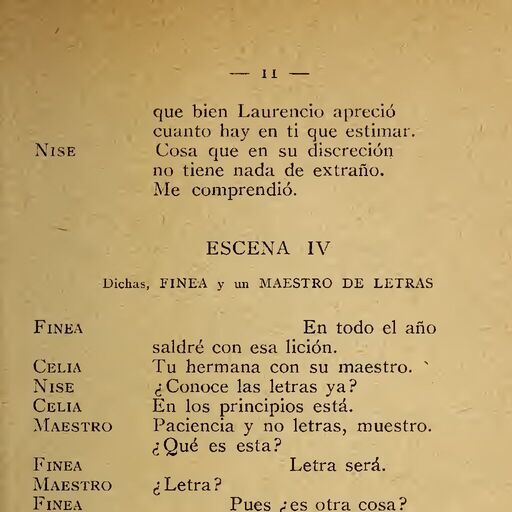 — 11 —
que bien Laurencio apreció
cuanto hay en ti que estimar.
NISE Cosa que en su discreción
no tiene nada de extraño.
Me comprendió.
ESCENA IV
Dichas, FINEA y un MAESTRO DE LETRAS
FINEA En todo el año
saldré con esa lición.
CELIA Tu hermana con su maestro.
NISE ¿Conoce las letras ya?
CELIA En los principios está.
MAESTRO Paciencia y no letras, muestro.
¿Qué es esta?
FINEA Letra será.
MAESTRO ¿Letra?
FINEA Pues ¿es otra cosa?